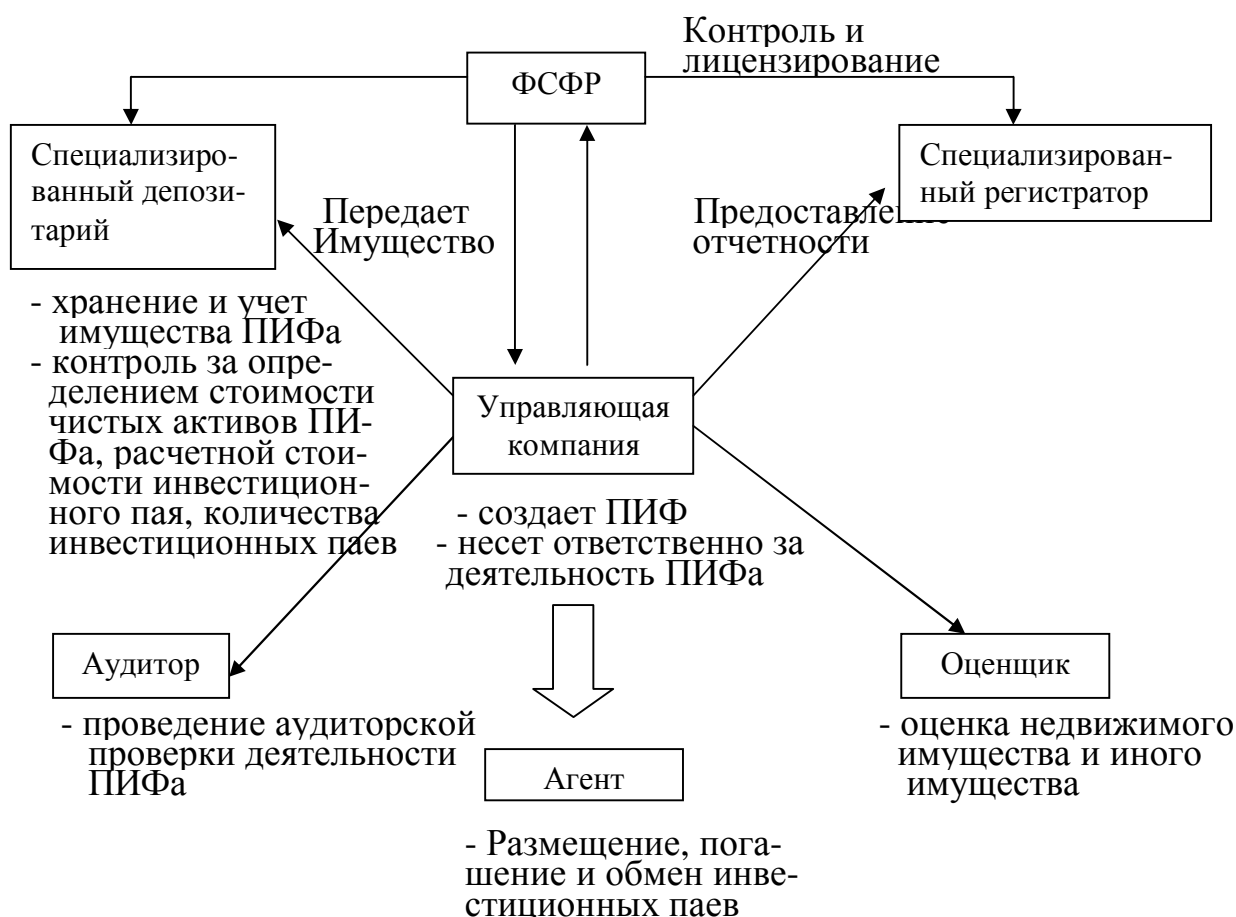 Контроль и
лицензирование
ФСФР
Специализиро-
ванный депози-
тарий
Специализирован-
ный регистратор
Передает
Имущество
Предоставление
отчетности
- хранение и учет
имущества ПИФа
- контроль за опре-
делением стоимости
чистых активов ПИ-
Фа, расчетной стои-
мости инвестицион-
ного пая, количества
инвестиционных паев
Управляющая
компания
- создает ПИФ
- несет ответственно за
деятельность ПИФа
Аудитор
Оценщик
- проведение аудиторской
проверки деятельности
ПИФа
- оценка недвижимого
имущества и иного
имущества
Агент
- Размещение, пога-
шение и обмен инве-
стиционных паев